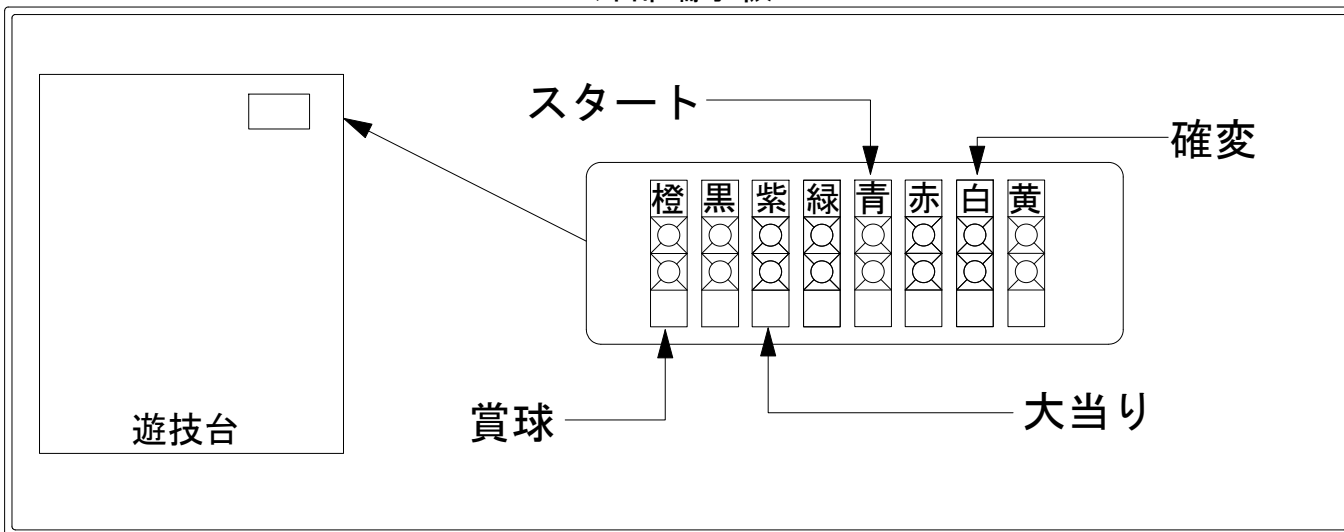 スタート
確変
橙 黒 紫 緑 青 赤 白 黄
賞球
大当り
遊技台